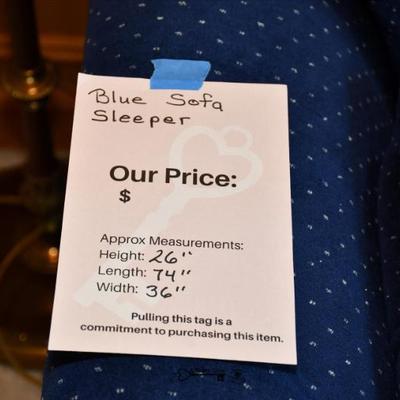 Blue Sofa
Sleeper
Our Price:
$
Approx Measurements:
Height: 26"
Length: 74"
Width: 36"
Pulling this tag is a
commitment to purchasing this item.